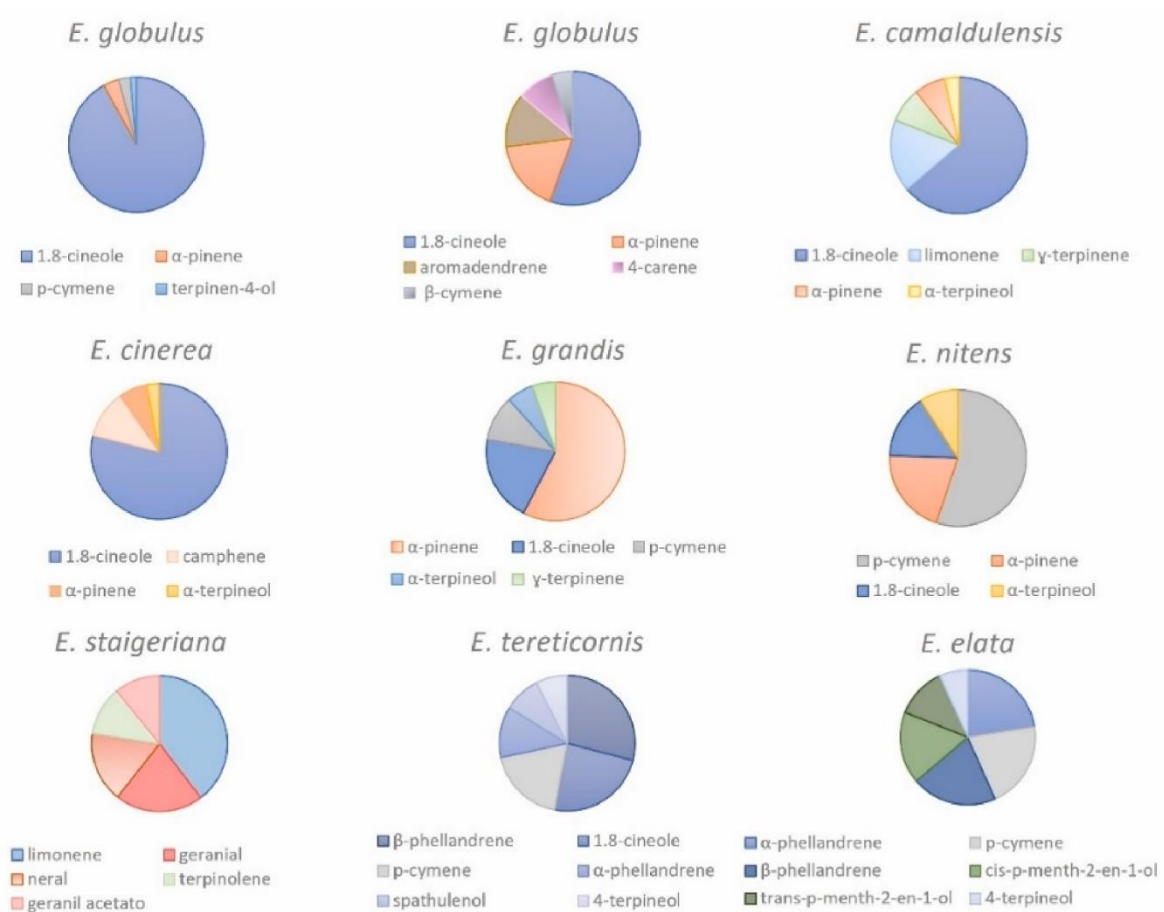 E. globulus
1.8-cineole α-pinene
p-cymene terpinen-4-ol
E. globulus
1.8-cineole α-pinene
aromadendrene 4-carene
β-cymene
E. camaldulensis
1.8-cineole limonene ɣ-terpinene
α-pinene α-terpineol
E. cinerea
1.8-cineole camphene
α-pinene α-terpineol
E. grandis
α-pinene 1.8-cineole p-cymene
α-terpineol ɣ-terpinene
E. nitens
p-cymene α-pinene
1.8-cineole α-terpineol
E. staigeriana
limonene geranial
neral terpinolene
geranil acetato
E. tereticornis
β-phellandrene 1.8-cineole
p-cymene α-phellandrene
spathulenol 4-terpineol
E. elata
α-phellandrene p-cymene
β-phellandrene cis-p-menth-2-en-1-ol
trans-p-menth-2-en-1-ol 4-terpineol